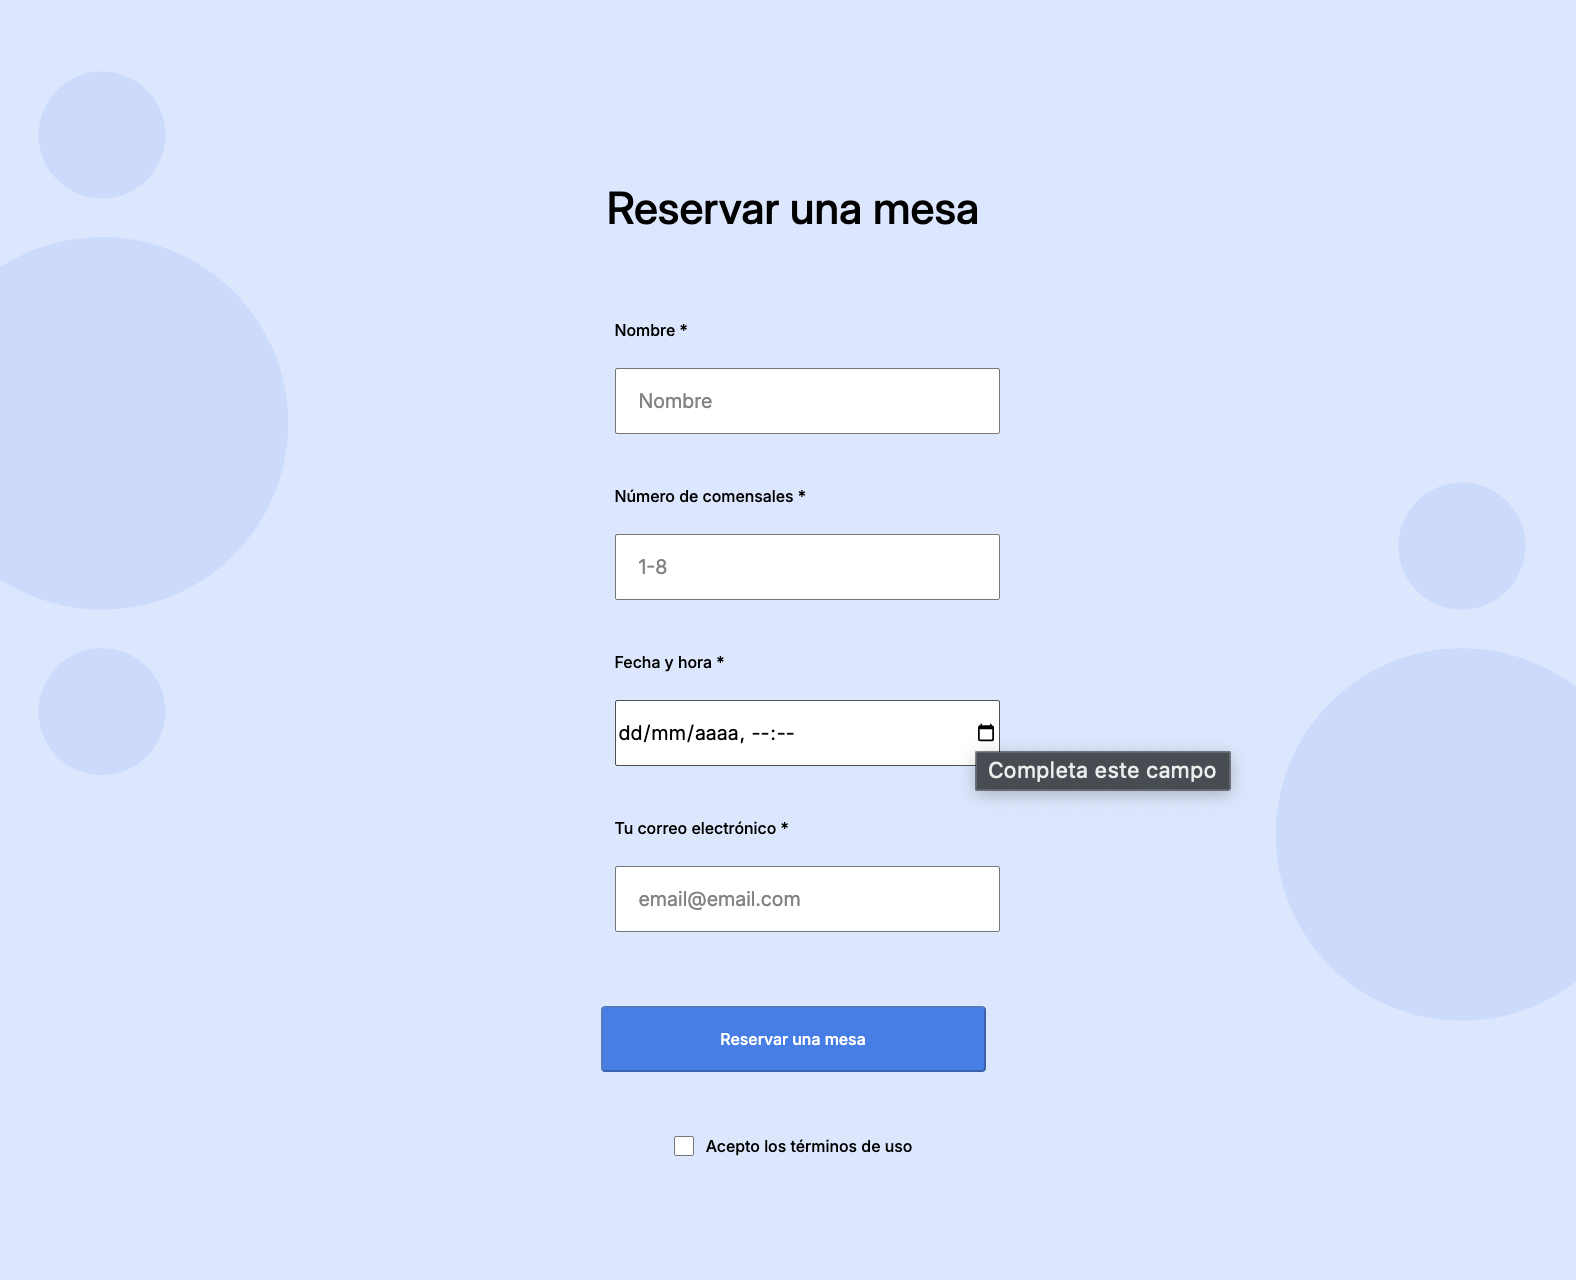 Reservar una mesa
Nombre *
Nombre
Número de comensales *
1-8
Fecha y hora *
dd/mm/aaaa, --:--
Completa este campo
Tu correo electrónico *
email@email.com
Reservar una mesa
Acepto los términos de uso